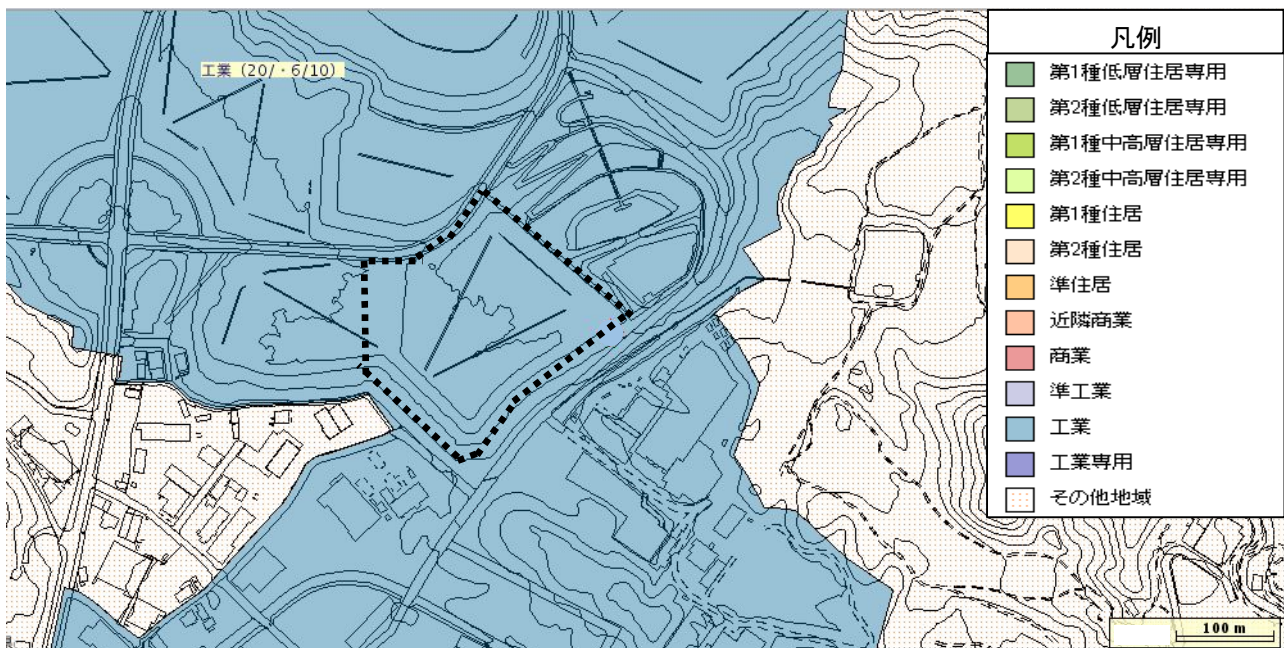 工業（20/・6/10）
凡例
第1種低層住居専用
第2種低層住居専用
第1種中高層住居専用
第2種中高層住居専用
第1種住居
第2種住居
準住居
近隣商業
商業
準工業
工業
工業専用
その他地域
100 m